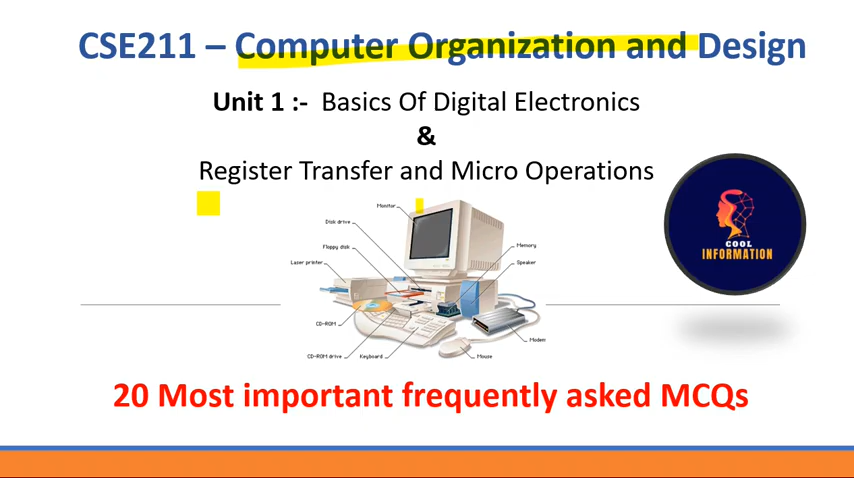 CSE211 – Computer Organization and Design
Unit 1 :- Basics Of Digital Electronics
&
Register Transfer and Micro Operations
Monitor
Disk drive
Floppy disk
Laser printer
Memory
Speaker
CD-ROM
CD-ROM drive
Keyboard
Mouse
Modem
COOL
INFORMATION
20 Most important frequently asked MCQs